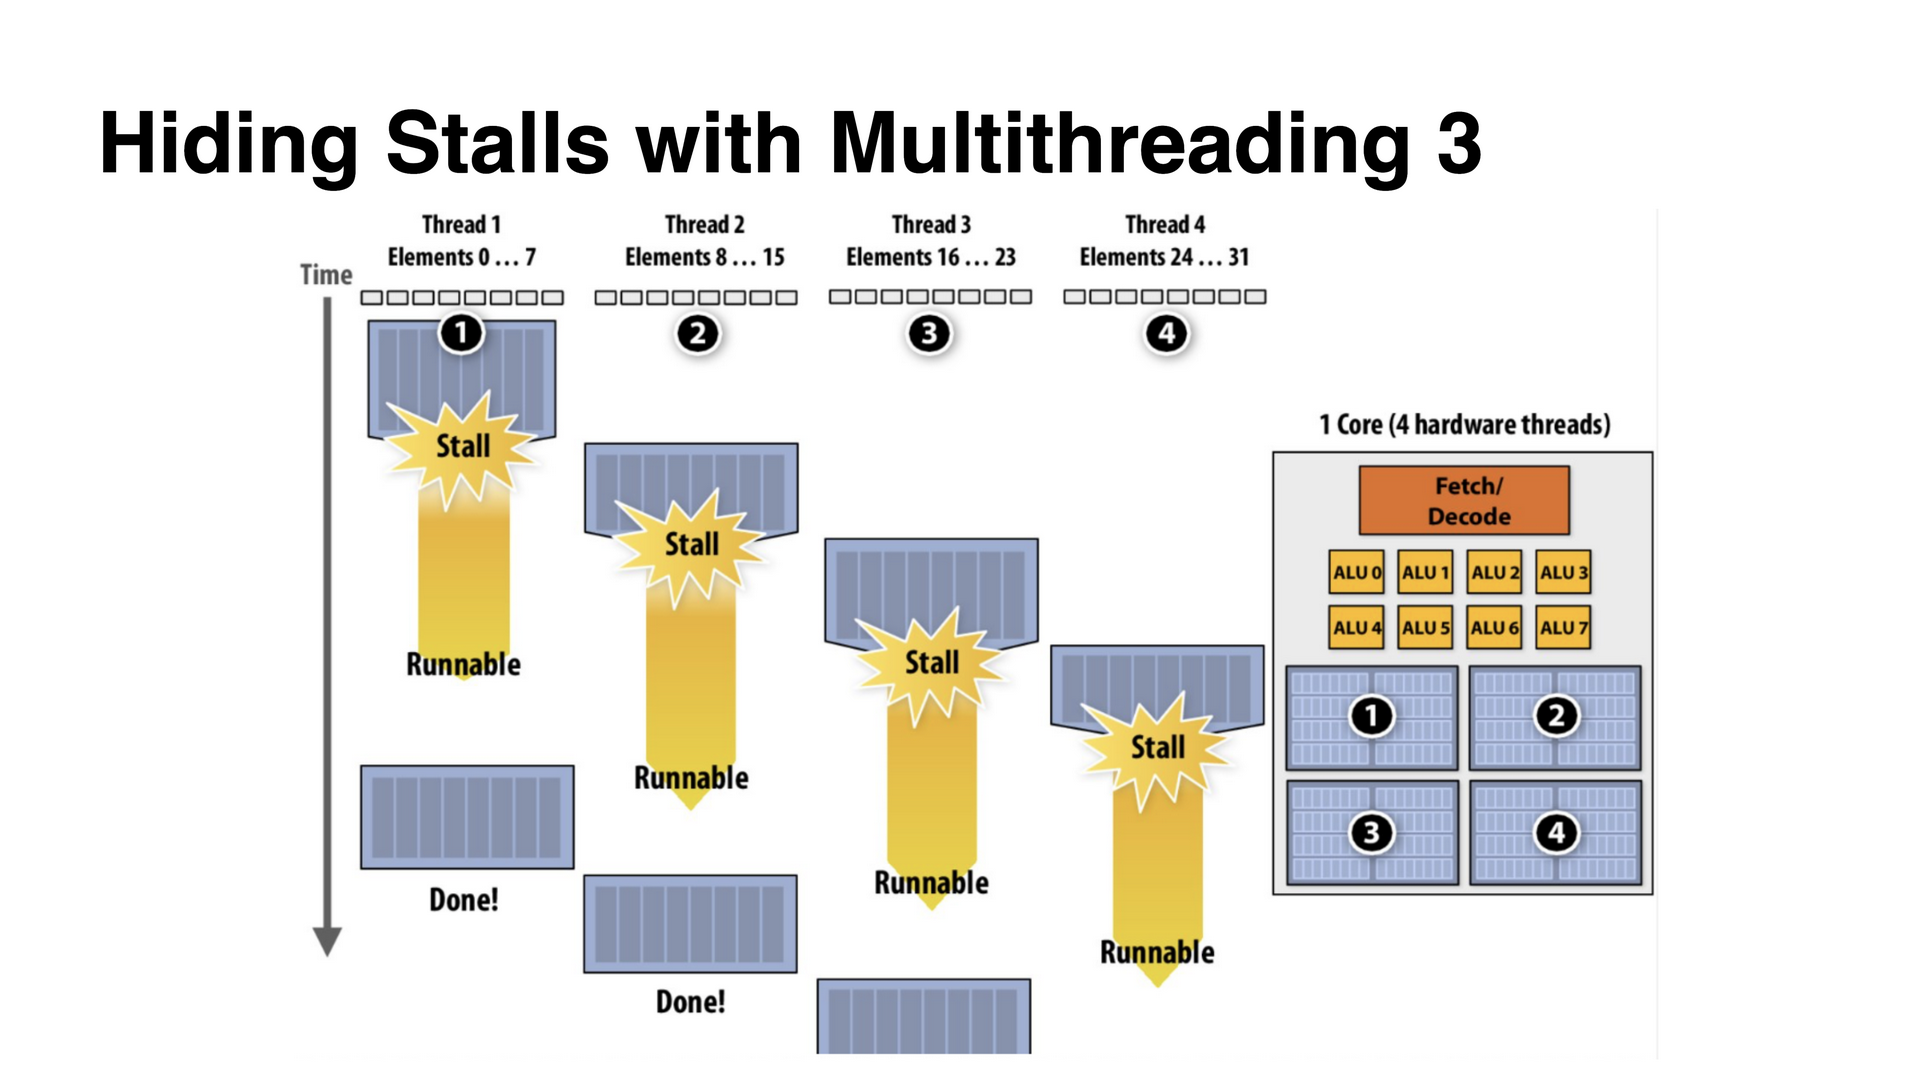 Hiding Stalls with Multithreading 3
Time
Thread 1
Elements 0 … 7
Thread 2
Elements 8 … 15
Thread 3
Elements 16 … 23
Thread 4
Elements 24 … 31
1
2
3
4
Stall
Stall
Stall
Stall
Runnable
Runnable
Runnable
Runnable
Done!
Done!
1 Core (4 hardware threads)
Fetch/
Decode
ALU 0 ALU 1 ALU 2 ALU 3
ALU 4 ALU 5 ALU 6 ALU 7
1 2
3 4